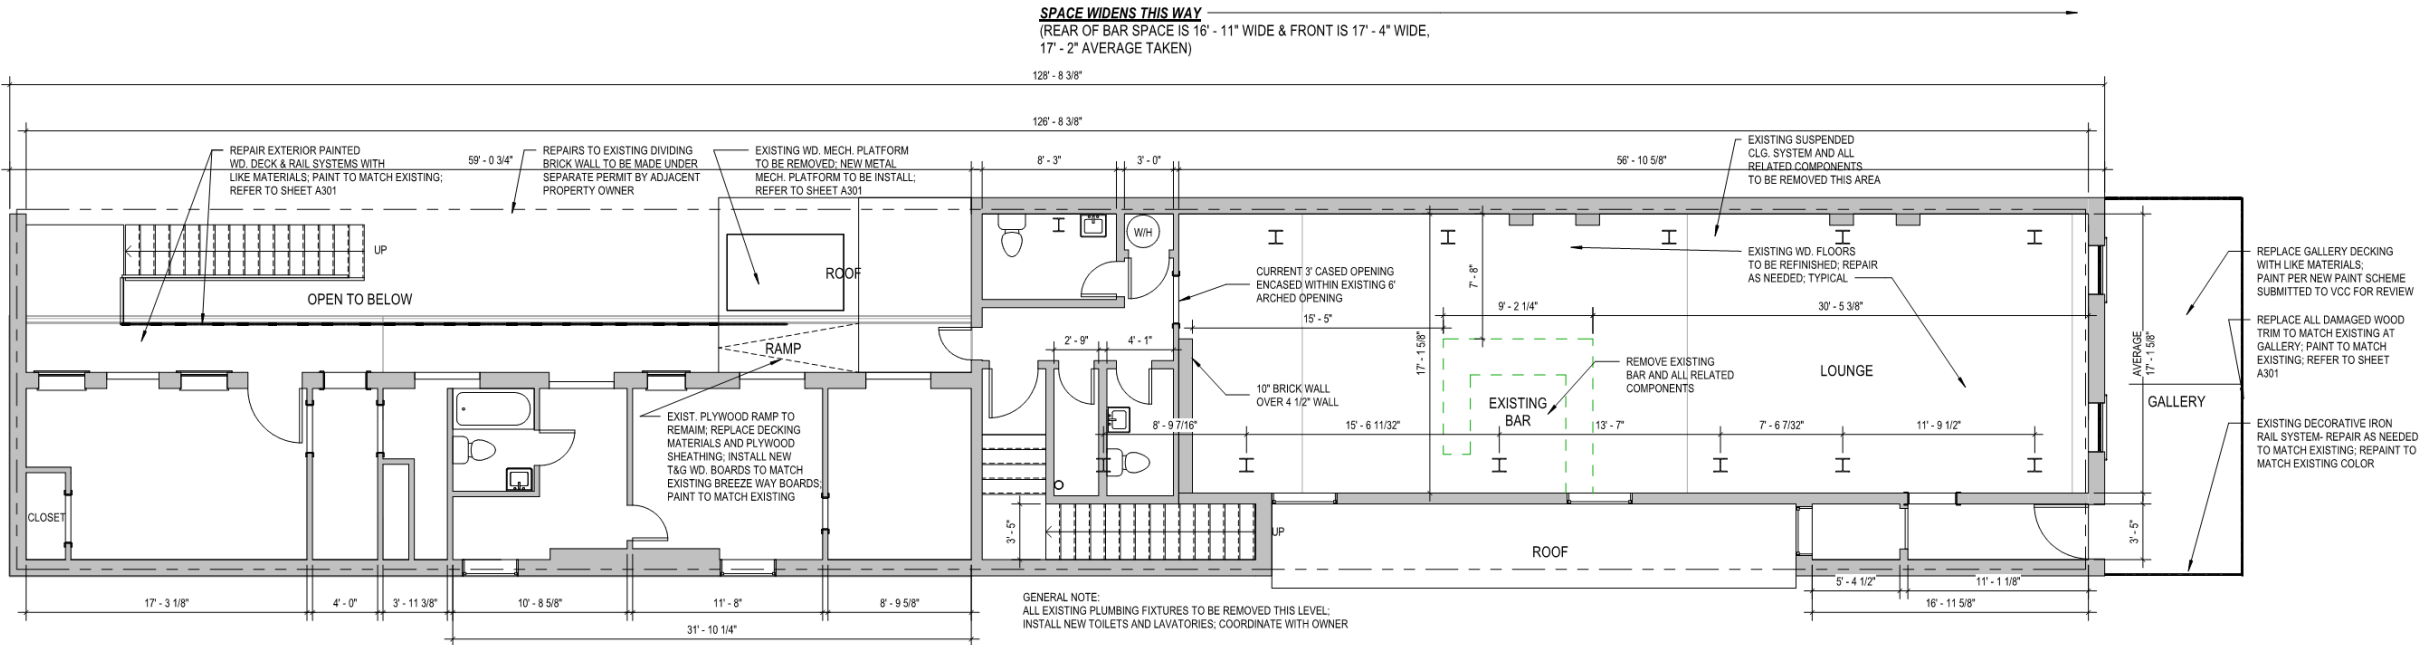 SPACE WIDENS THIS WAY
(REAR OF BAR SPACE IS 16' - 11" WIDE & FRONT IS 17' - 4" WIDE,
17' - 2" AVERAGE TAKEN)
128' - 8 3/8"
126' - 8 3/8"
59' - 0 3/4"
8' - 3"
3' - 0"
56' - 10 5/8"
REPAIR EXTERIOR PAINTED
WD. DECK & RAIL SYSTEMS WITH
LIKE MATERIALS; PAINT TO MATCH EXISTING;
REFER TO SHEET A301
REPAIRS TO EXISTING DIVIDING
BRICK WALL TO BE MADE UNDER
SEPARATE PERMIT BY ADJACENT
PROPERTY OWNER
EXISTING WD. MECH. PLATFORM
TO BE REMOVED; NEW METAL
MECH. PLATFORM TO BE INSTALL;
REFER TO SHEET A301
EXISTING SUSPENDED
CLG. SYSTEM AND ALL
RELATED COMPONENTS
TO BE REMOVED THIS AREA
UP
OPEN TO BELOW
ROOF
RAMP
W/H
CURRENT 3' CASED OPENING
ENCASED WITHIN EXISTING 6'
ARCHED OPENING
15' - 5"
7' - 8"
9' - 2 1/4"
30' - 5 3/8"
EXISTING WD. FLOORS
TO BE REFINISHED; REPAIR
AS NEEDED; TYPICAL
REPLACE GALLERY DECKING
WITH LIKE MATERIALS;
PAINT PER NEW PAINT SCHEME
SUBMITTED TO VCC FOR REVIEW
REPLACE ALL DAMAGED WOOD
TRIM TO MATCH EXISTING AT
GALLERY; PAINT TO MATCH
EXISTING; REFER TO SHEET
A301
2' - 9"
4' - 1"
17' - 1 5/8"
AVERAGE
17' - 1 5/8"
REMOVE EXISTING
BAR AND ALL RELATED
COMPONENTS
LOUNGE
10" BRICK WALL
OVER 4 1/2" WALL
EXISTING
BAR
GALLERY
EXIST. PLYWOOD RAMP TO
REMAIM; REPLACE DECKING
MATERIALS AND PLYWOOD
SHEATHING; INSTALL NEW
T&G WD. BOARDS TO MATCH
EXISTING BREEZE WAY BOARDS;
PAINT TO MATCH EXISTING
8' - 9 7/16"
15' - 6 11/32"
13' - 7"
7' - 6 7/32"
11' - 9 1/2"
EXISTING DECORATIVE IRON
RAIL SYSTEM- REPAIR AS NEEDED
TO MATCH EXISTING; REPAINT TO
MATCH EXISTING COLOR
CLOSET
3' - 5"
UP
ROOF
3' - 5"
5' - 4 1/2"
11' - 1 1/8"
16' - 11 5/8"
17' - 3 1/8"
4' - 0"
3' - 11 3/8"
10' - 8 5/8"
11' - 8"
8' - 9 5/8"
31' - 10 1/4"
GENERAL NOTE:
ALL EXISTING PLUMBING FIXTURES TO BE REMOVED THIS LEVEL;
INSTALL NEW TOILETS AND LAVATORIES; COORDINATE WITH OWNER